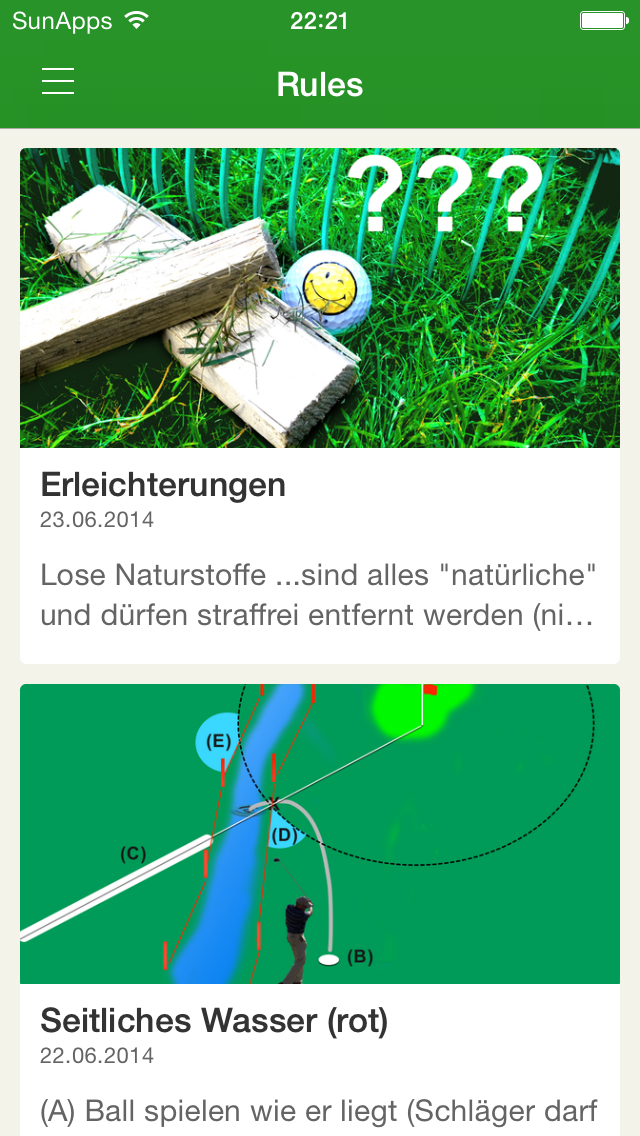 SunApps 22:21
Rules
???
Erleichterungen
23.06.2014
Lose Naturstoffe ...sind alles "natürliche"
und dürfen straffrei entfernt werden (ni...
(E)
(D)
(C)
(B)
Seitliches Wasser (rot)
22.06.2014
(A) Ball spielen wie er liegt (Schläger darf